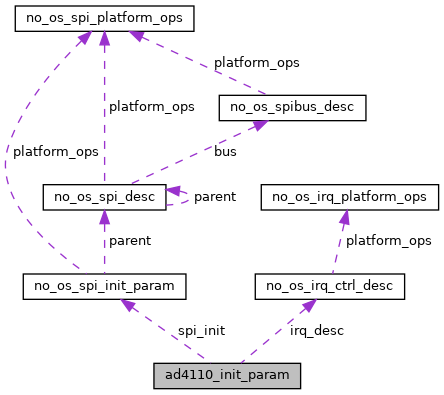 no_os_spi_platform_ops
platform_ops
no_os_spibus_desc
platform_ops
platform_ops
bus
no_os_spi_desc
parent
no_os_irq_platform_ops
parent
platform_ops
no_os_spi_init_param
no_os_irq_ctrl_desc
spi_init
irq_desc
ad4110_init_param